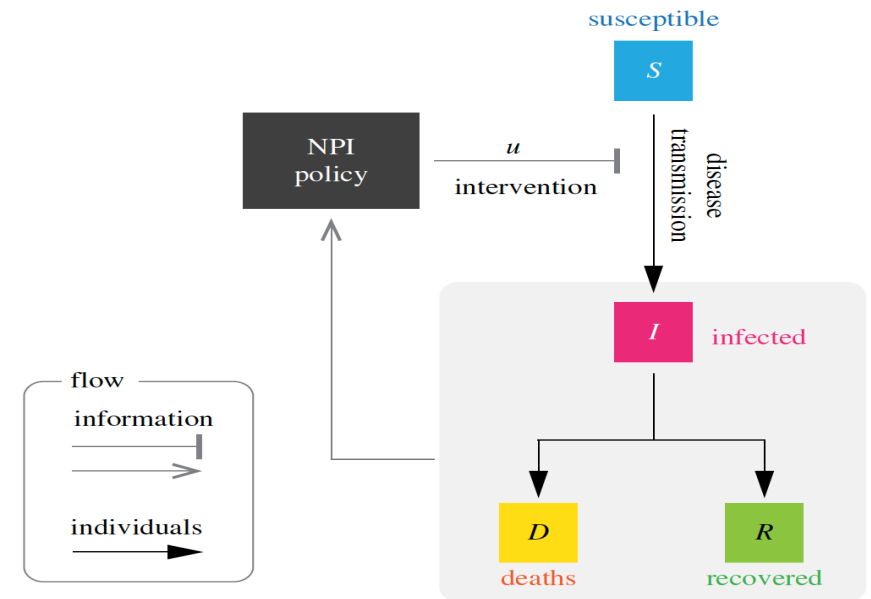 susceptible
S
NPI
policy
u
intervention
disease
transmission
I
infected
flow
information
individuals
D
R
deaths
recovered